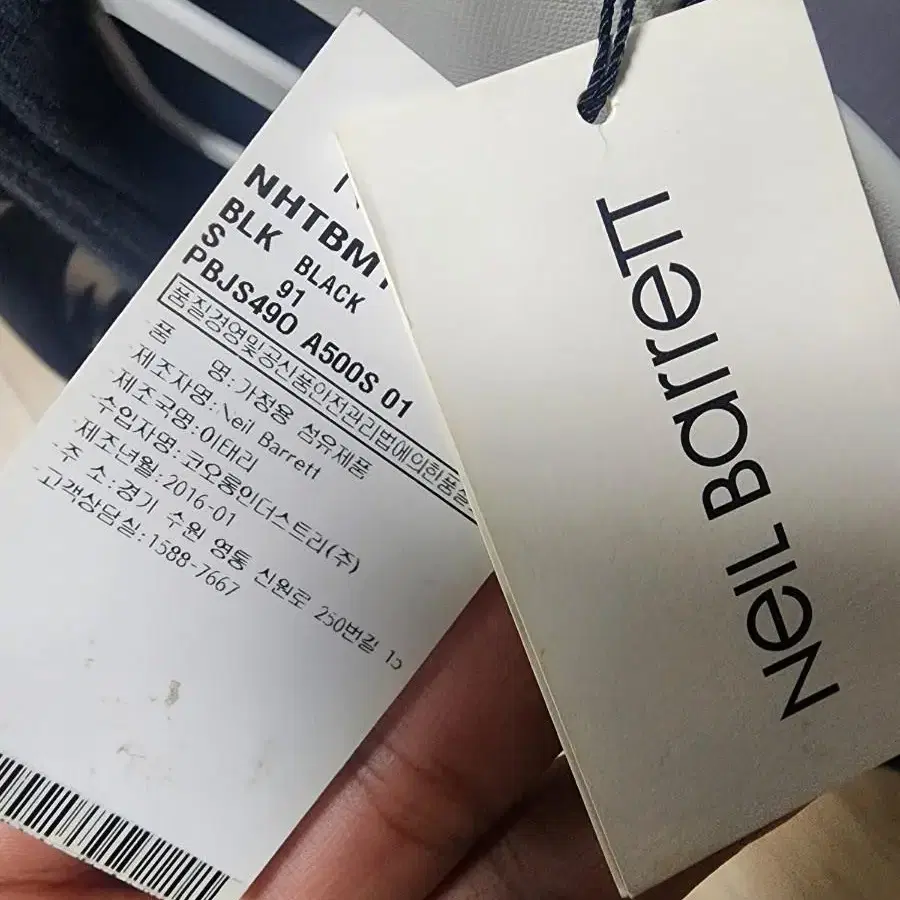 NHTBM
BLK BLACK
S 91
PBJS490 A500S 01
품질경영및공산품안전관리법에의한품질
품 명:가정용 섬유제품
제조자명:Neil Barrett
제조국명:이태리
수입자명:코오롱인더스트리(주)
제조년월:2016-01
주 소:경기 수원 영통 신원로 250번길
고객상담실:1588-7667
NEIL BARRETT